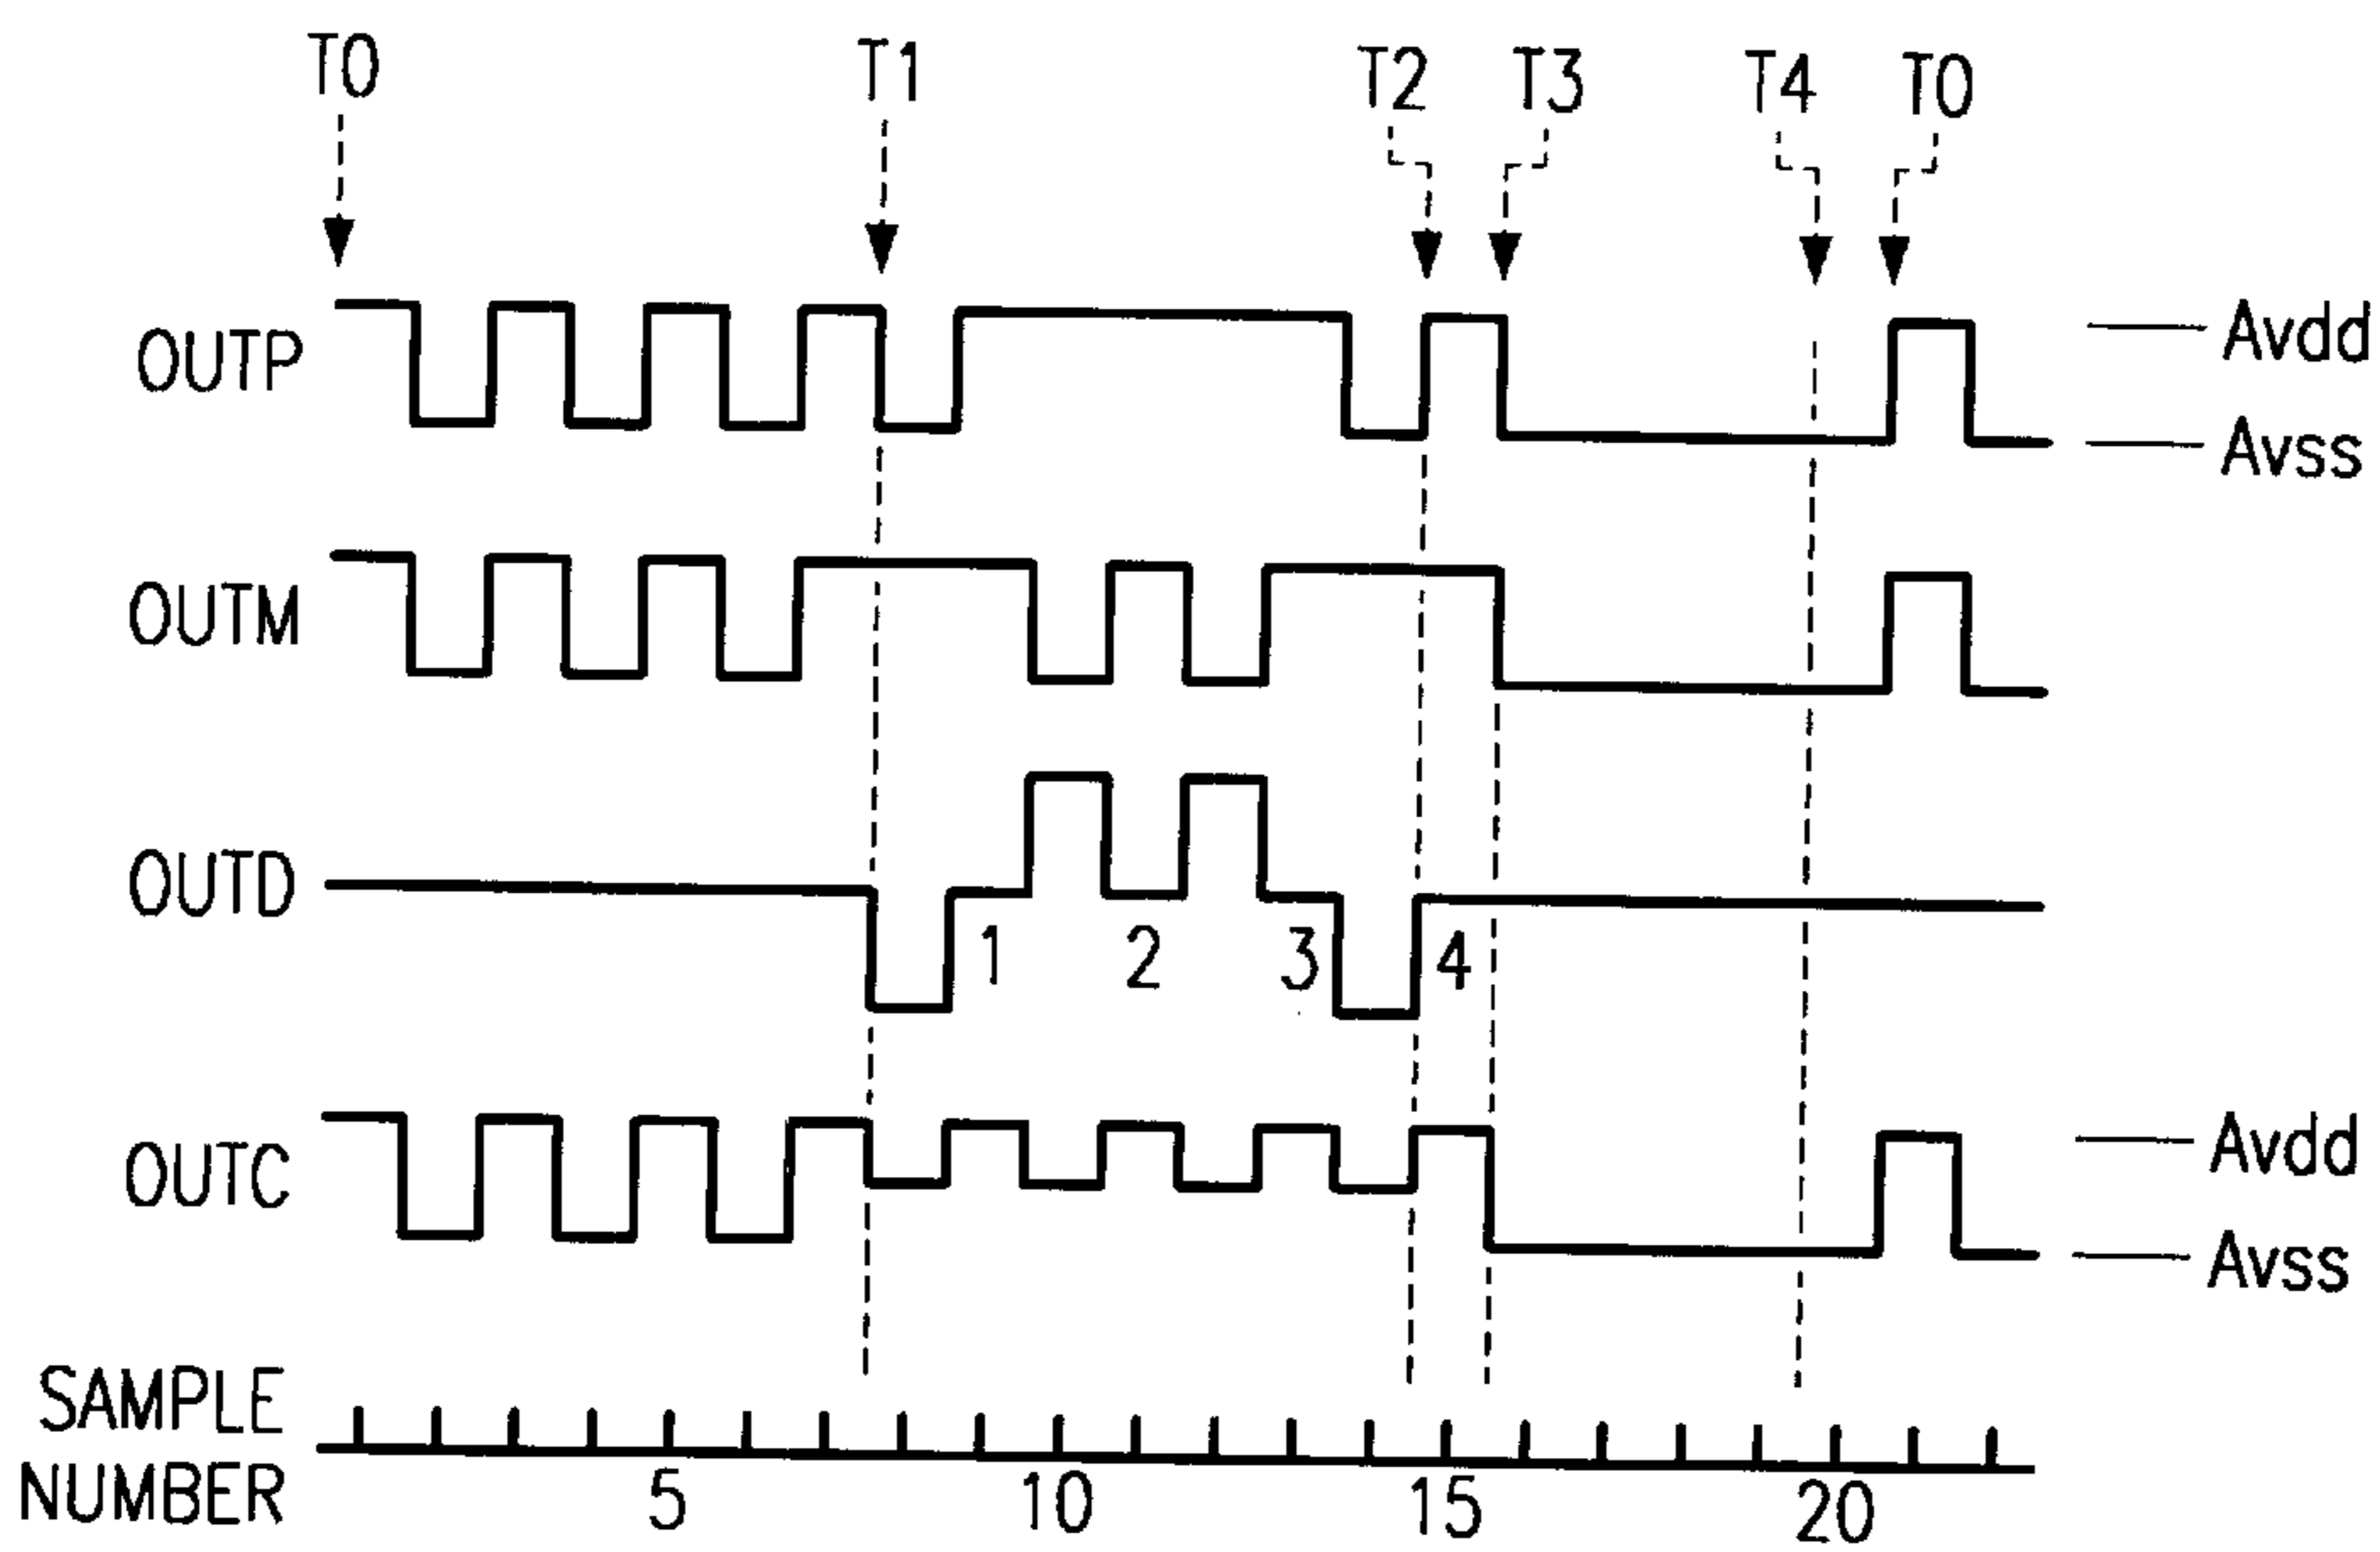 T0 T1 T2 T3 T4 T0
OUTP
Avdd
Avss
OUTM
OUTD
1 2 3 4
OUTC
Avdd
Avss
SAMPLE
NUMBER
5 10 15 20